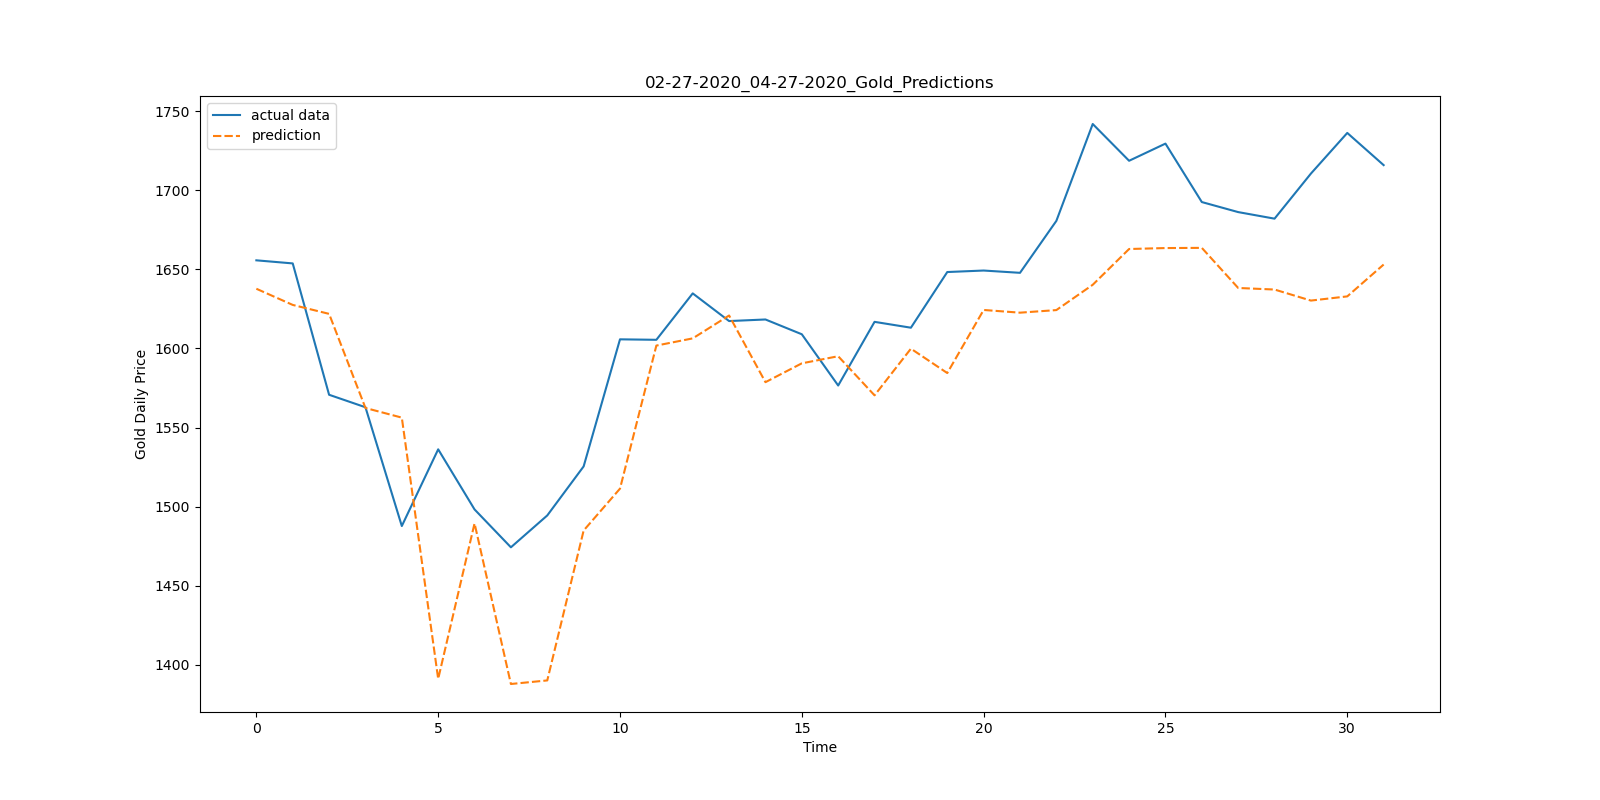 02-27-2020_04-27-2020_Gold_Predictions
actual data
prediction
1750
1700
1650
1600
1550
1500
1450
1400
Gold Daily Price
0 5 10 15 20 25 30
Time